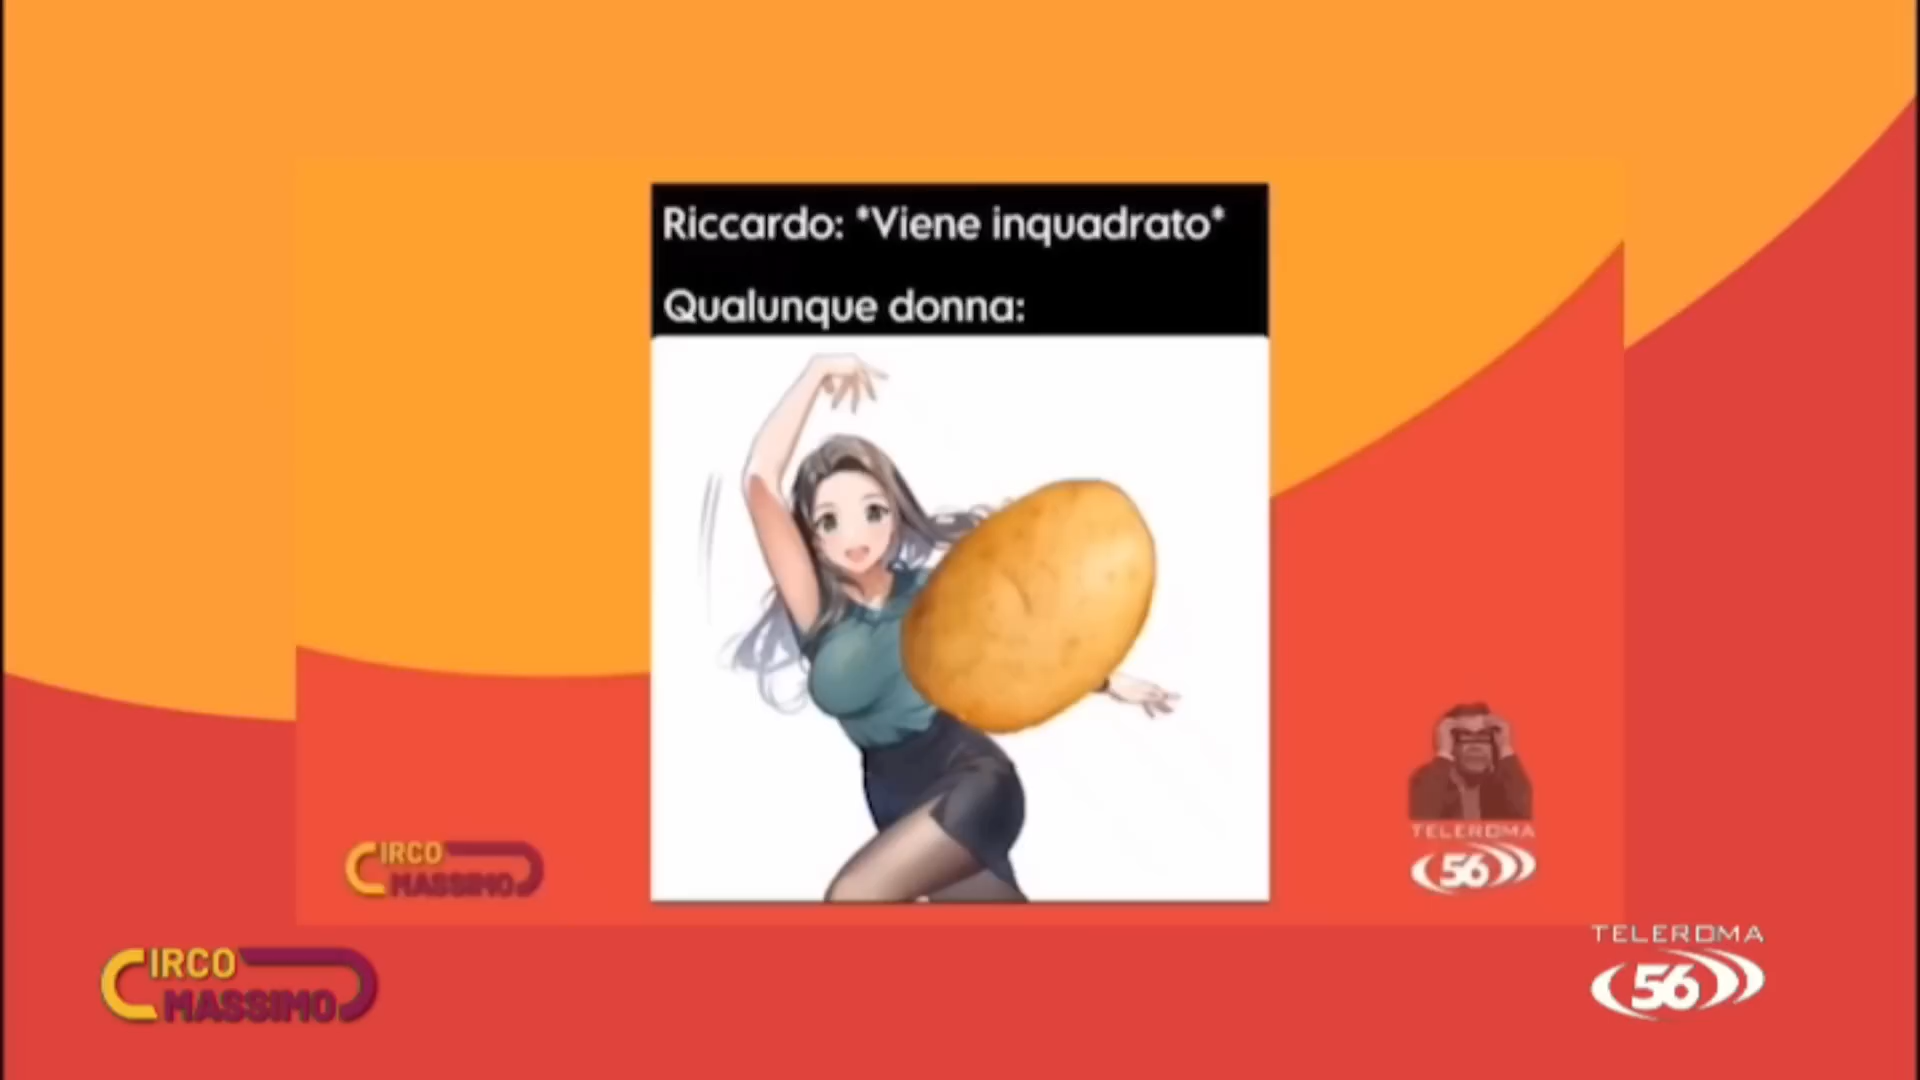 Riccardo: *Viene inquadrato*
Qualunque donna:
TELEROMA
56
CIRCO
MASSIMO
TELEROMA
56
CIRCO
MASSIMO